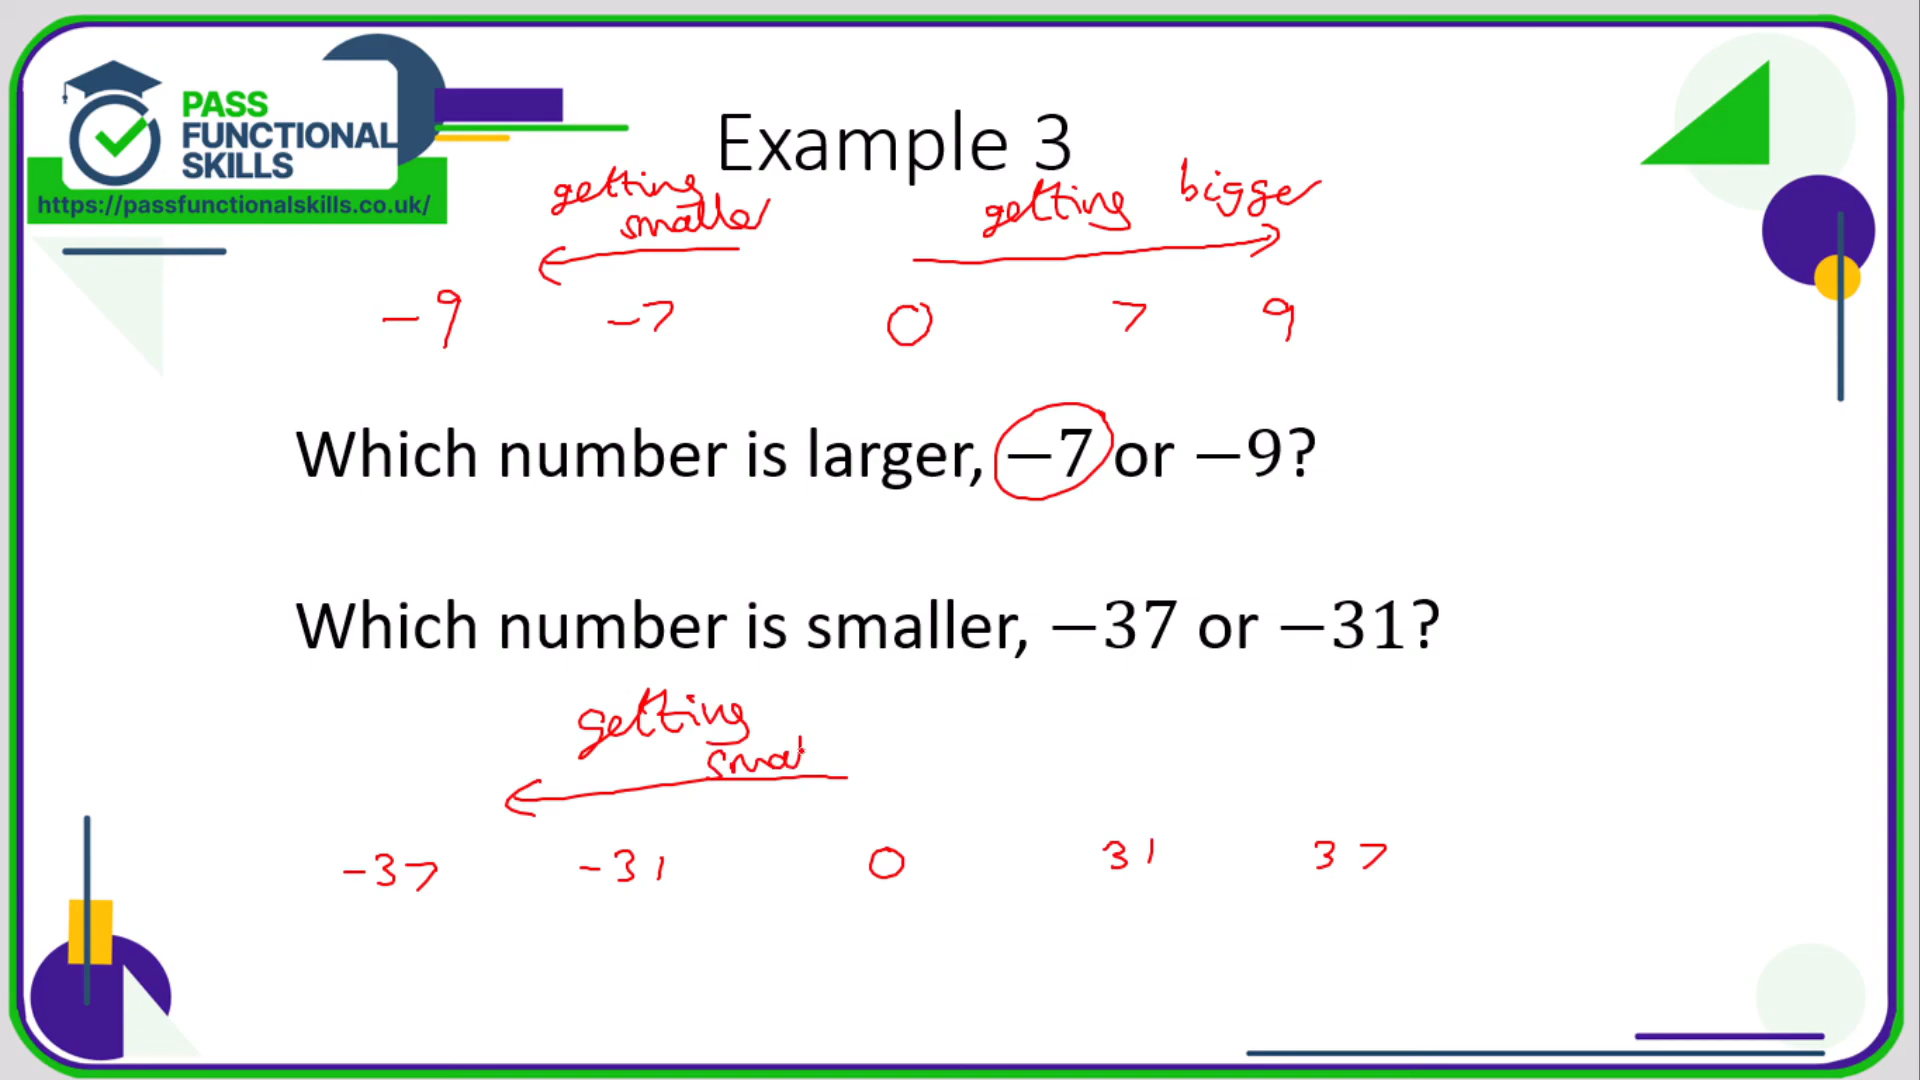 PASS
FUNCTIONAL
SKILLS
https://passfunctionalskills.co.uk/
Example 3
getting
smaller
getting bigger
-9 -7 0 7 9
Which number is larger, −7 or −9?
Which number is smaller, −37 or −31?
getting
smal
-37 -31 0 31 37